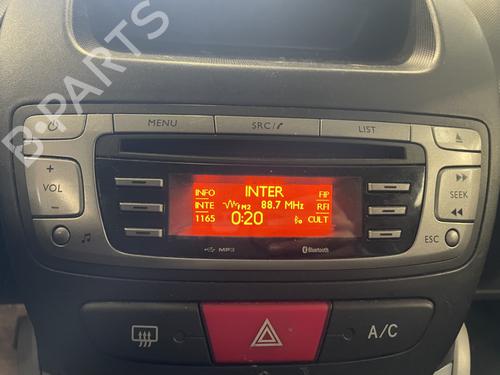 B-PARTS
MENU SRC/ LIST
+ VOL -
INFO INTER FIP
INTE M2 88.7 MHz RFI
1165 0:20 CULT
SEEK
ESC
MP3 Bluetooth
A/C